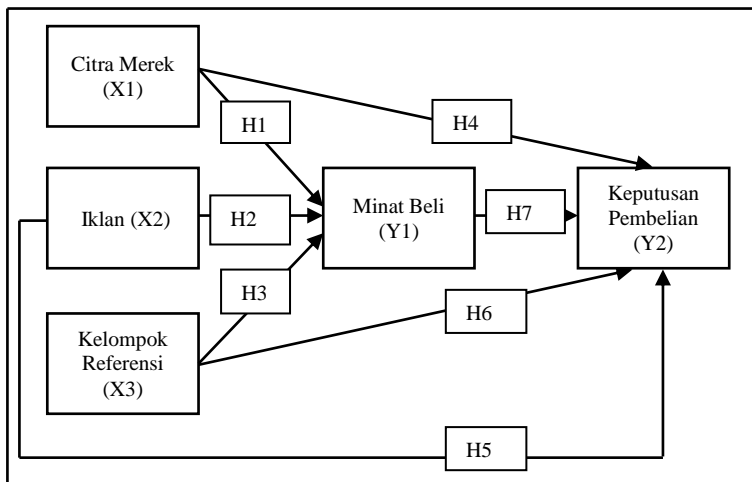 Citra Merek
(X1)
H1
H4
Iklan (X2)
H2
Minat Beli
(Y1)
H7
Keputusan
Pembelian
(Y2)
H3
H6
Kelompok
Referensi
(X3)
H5